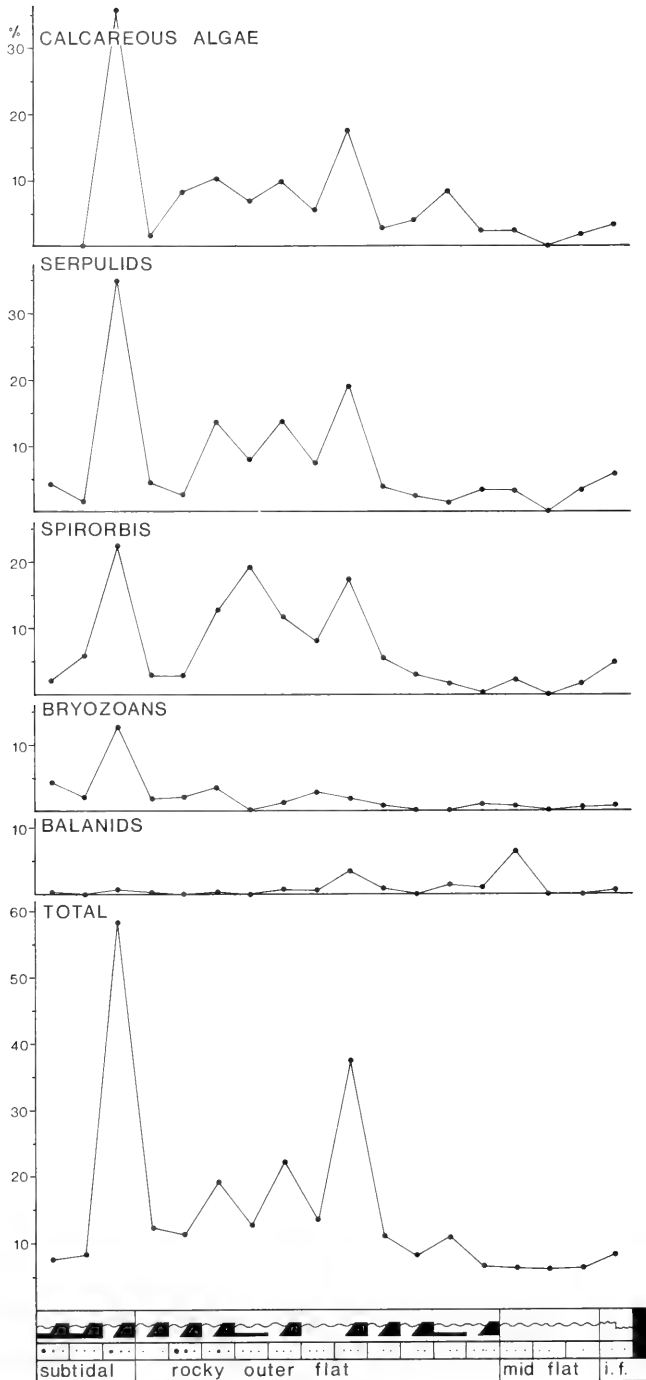 %
CALCAREOUS ALGAE
30
20
10
SERPULIDS
30
20
10
SPIRORBIS
20
10
BRYOZOANS
10
BALANIDS
10
TOTAL
60
50
40
30
20
10
subtidal rocky outer flat mid flat i.f.